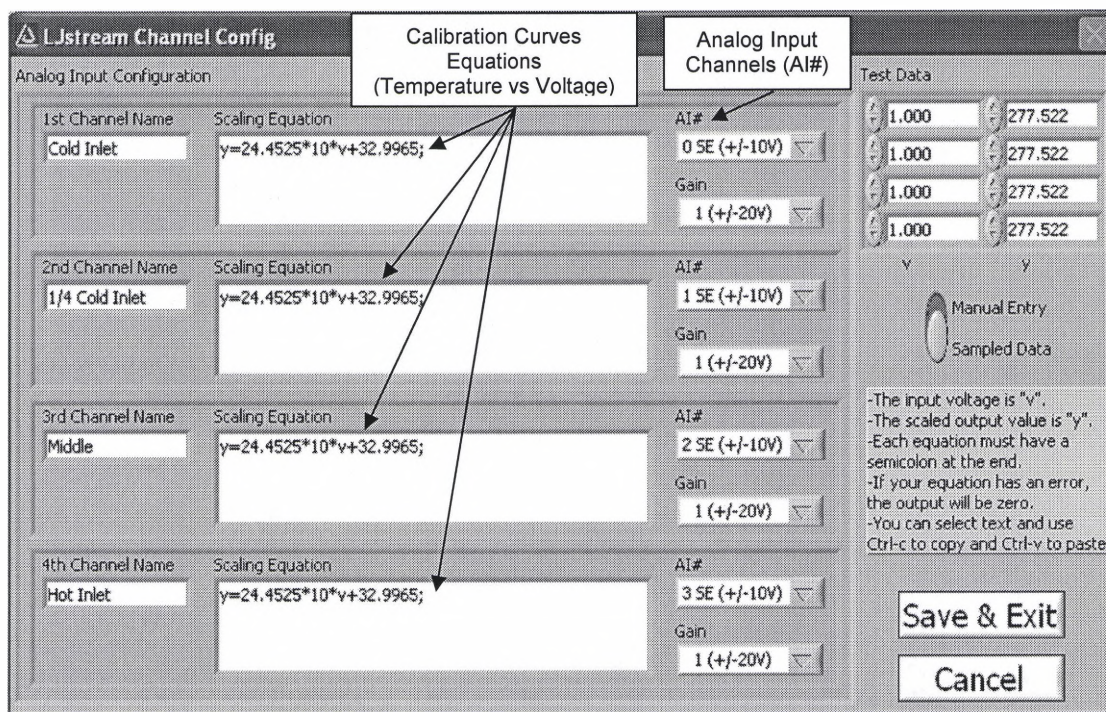 LJstream Channel Config
Calibration Curves
Equations
(Temperature vs Voltage)
Analog Input
Channels (AI#)
Analog Input Configuration
1st Channel Name
Cold Inlet
Scaling Equation
y=24.4525*10*v+32.9965;
AI#
0 SE (+/-10V)
Gain
1 (+/-20V)
2nd Channel Name
1/4 Cold Inlet
Scaling Equation
y=24.4525*10*v+32.9965;
AI#
1 SE (+/-10V)
Gain
1 (+/-20V)
3rd Channel Name
Middle
Scaling Equation
y=24.4525*10*v+32.9965;
AI#
2 SE (+/-10V)
Gain
1 (+/-20V)
4th Channel Name
Hot Inlet
Scaling Equation
y=24.4525*10*v+32.9965;
AI#
3 SE (+/-10V)
Gain
1 (+/-20V)
Test Data
1.000 277.522
1.000 277.522
1.000 277.522
1.000 277.522
v y
Manual Entry
Sampled Data
-The input voltage is "v".
-The scaled output value is "y".
-Each equation must have a
semicolon at the end.
-If your equation has an error,
the output will be zero.
-You can select text and use
Ctrl-c to copy and Ctrl-v to paste
Save & Exit
Cancel